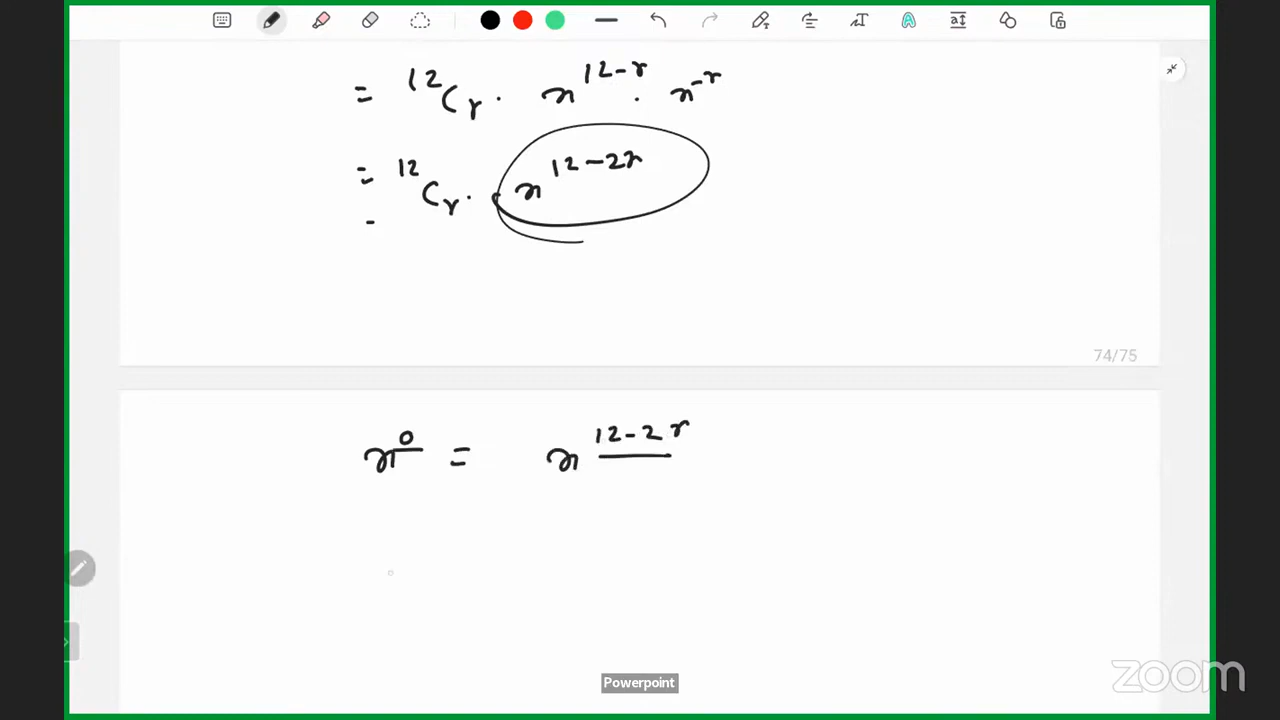 = ¹²Cᵣ · x¹²⁻ʳ · x⁻ʳ
= ¹²Cᵣ · x¹²⁻²ʳ
=
74/75
x⁰ = x¹²⁻²ʳ
Powerpoint
zoom